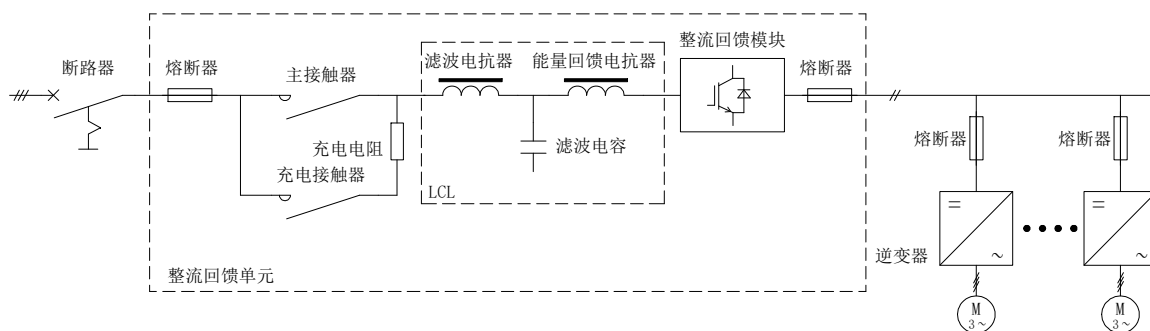 整流回馈模块
断路器
熔断器
主接触器
滤波电抗器
能量回馈电抗器
熔断器
充电电阻
滤波电容
熔断器
熔断器
充电接触器
LCL
整流回馈单元
逆变器
M
3~
M
3~